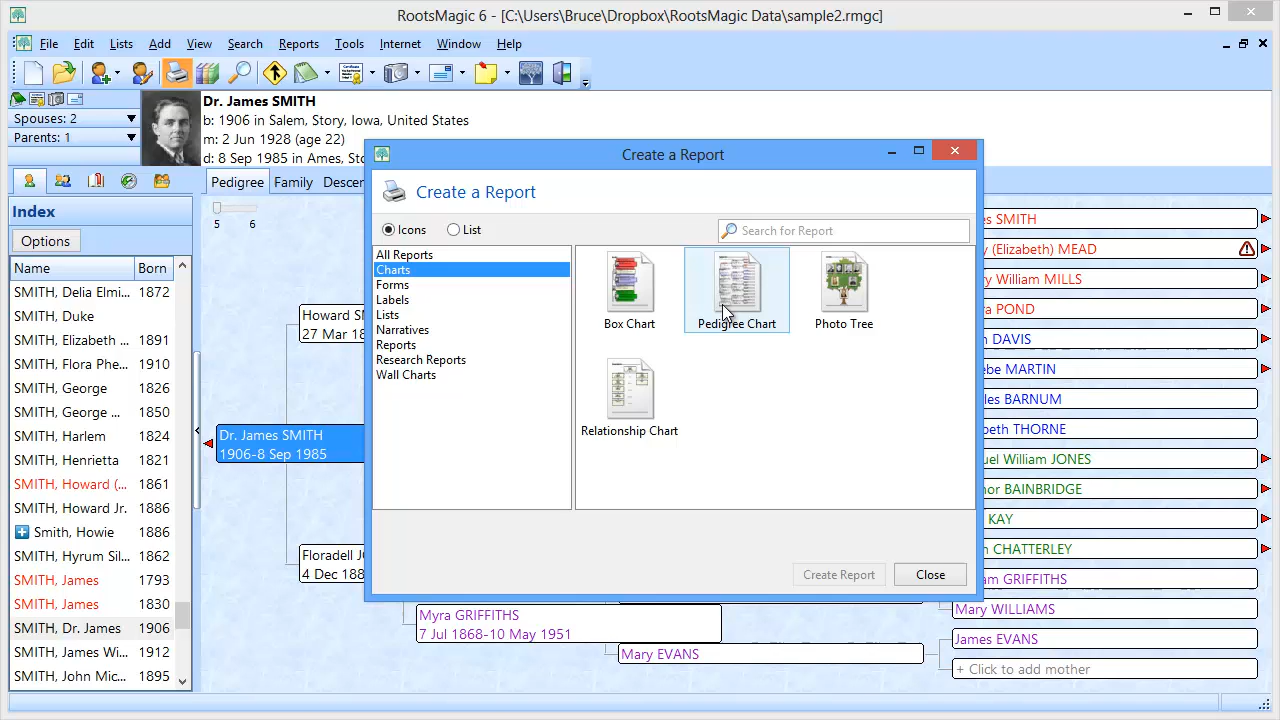 RootsMagic 6 - [C:\Users\Bruce\Dropbox\RootsMagic Data\sample2.rmgc]
File Edit Lists Add View Search Reports Tools Internet Window Help
Spouses: 2
Parents: 1
Dr. James SMITH
b: 1906 in Salem, Story, Iowa, United States
m: 2 Jun 1928 (age 22)
d: 8 Sep 1985 in Ames, Sto
Pedigree Family Descen
Index
Options
Name Born
SMITH, Delia Elmi... 1872
SMITH, Duke
SMITH, Elizabeth ... 1891
SMITH, Flora Phe... 1910
SMITH, George 1826
SMITH, George ... 1850
SMITH, Harlem 1824
SMITH, Henrietta 1821
SMITH, Howard (... 1861
SMITH, Howard Jr. 1886
Smith, Howie 1886
SMITH, Hyrum Sil... 1862
SMITH, James 1793
SMITH, James 1830
SMITH, Dr. James 1906
SMITH, James Wi... 1912
SMITH, John Mic... 1895
5 6
Howard S
27 Mar 18
Dr. James SMITH
1906-8 Sep 1985
Floradell J
4 Dec 188
Myra GRIFFITHS
7 Jul 1868-10 May 1951
Mary EVANS
Create a Report
Create a Report
Icons List
Search for Report
All Reports
Charts
Forms
Labels
Lists
Narratives
Reports
Research Reports
Wall Charts
Box Chart
Pedigree Chart
Photo Tree
Relationship Chart
Create Report
Close
s SMITH
y (Elizabeth) MEAD
ry William MILLS
ra POND
n DAVIS
ebe MARTIN
les BARNUM
beth THORNE
uel William JONES
nor BAINBRIDGE
KAY
n CHATTERLEY
am GRIFFITHS
Mary WILLIAMS
James EVANS
+ Click to add mother